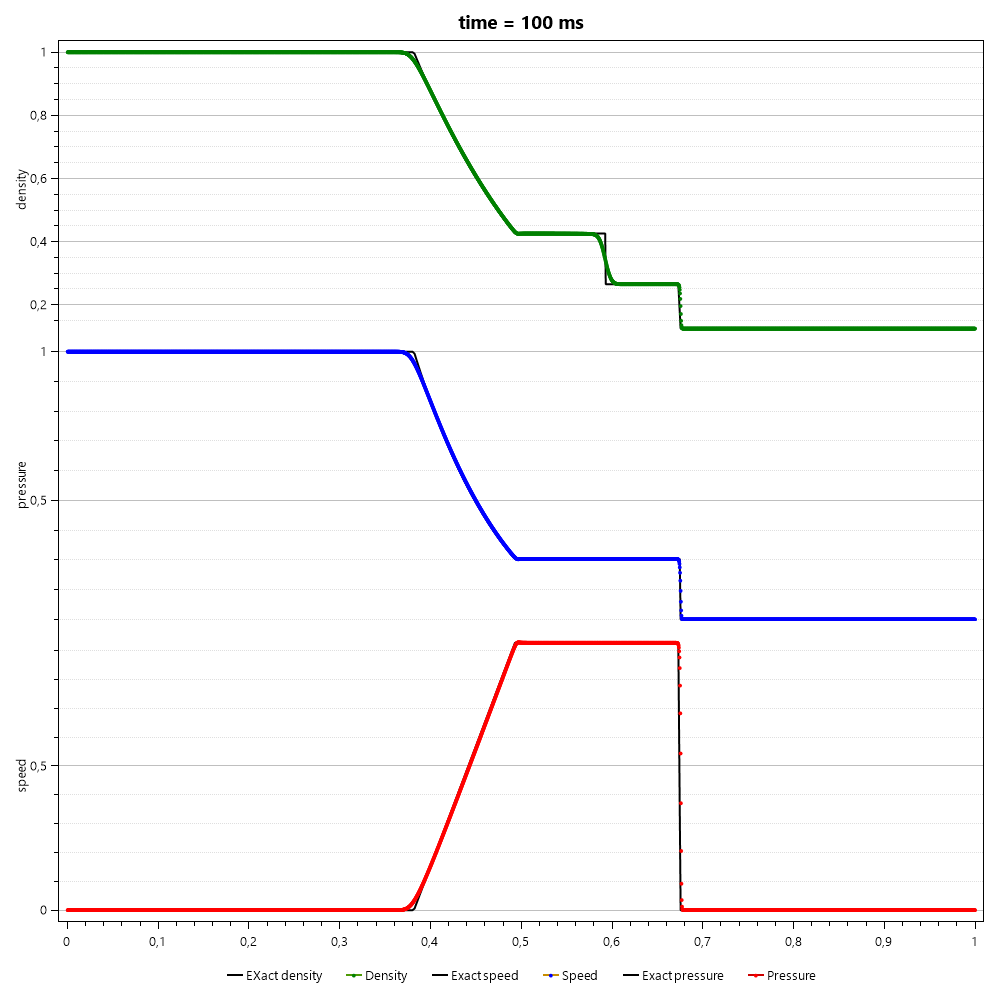 time = 100 ms
1
0,8
density
0,6
0,4
0,2
1
pressure
0,5
speed
0,5
0
0 0,1 0,2 0,3 0,4 0,5 0,6 0,7 0,8 0,9 1
EXact density Density Exact speed Speed Exact pressure Pressure